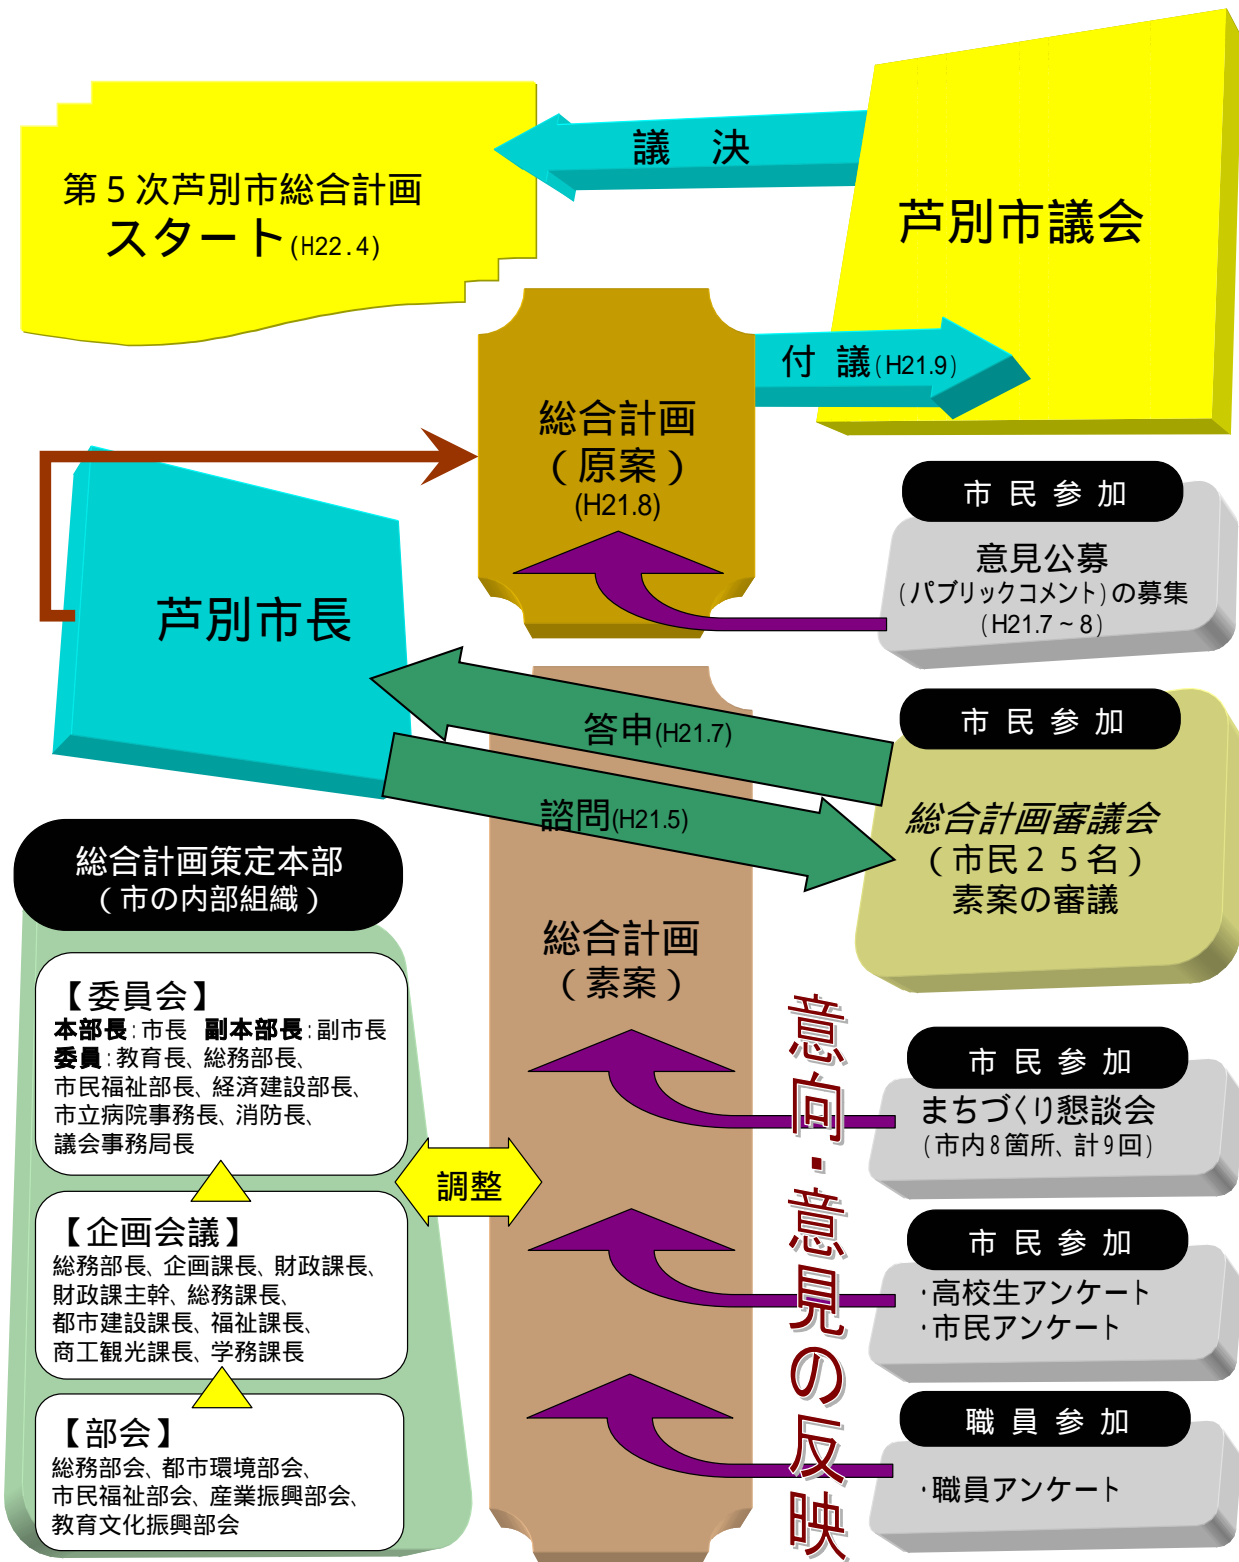 議 決
第5次芦別市総合計画
スタート(H22.4)
芦別市議会
付 議(H21.9)
総合計画
(原案)
(H21.8)
市 民 参 加
意見公募
(パブリックコメント)の募集
(H21.7~8)
芦別市長
答申(H21.7)
諮問(H21.5)
市 民 参 加
総合計画審議会
(市民25名)
素案の審議
総合計画策定本部
(市の内部組織)
【委員会】
本部長:市長 副本部長:副市長
委員:教育長、総務部長、
市民福祉部長、経済建設部長、
市立病院事務長、消防長、
議会事務局長
【企画会議】
総務部長、企画課長、財政課長、
財政課主幹、総務課長、
都市建設課長、福祉課長、
商工観光課長、学務課長
【部会】
総務部会、都市環境部会、
市民福祉部会、産業振興部会、
教育文化振興部会
調整
総合計画
(素案)
意向・意見の反映
市 民 参 加
まちづくり懇談会
(市内8箇所、計9回)
市 民 参 加
・高校生アンケート
・市民アンケート
職 員 参 加
・職員アンケート